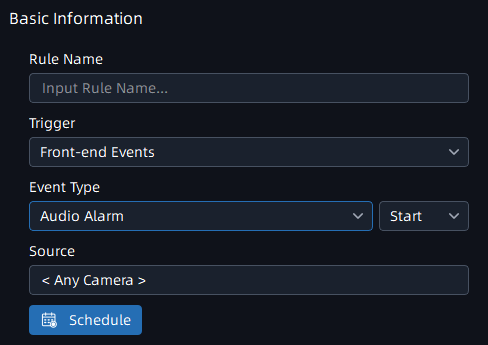 Basic Information
Rule Name
Input Rule Name...
Trigger
Front-end Events
Event Type
Audio Alarm Start
Source
< Any Camera >
Schedule